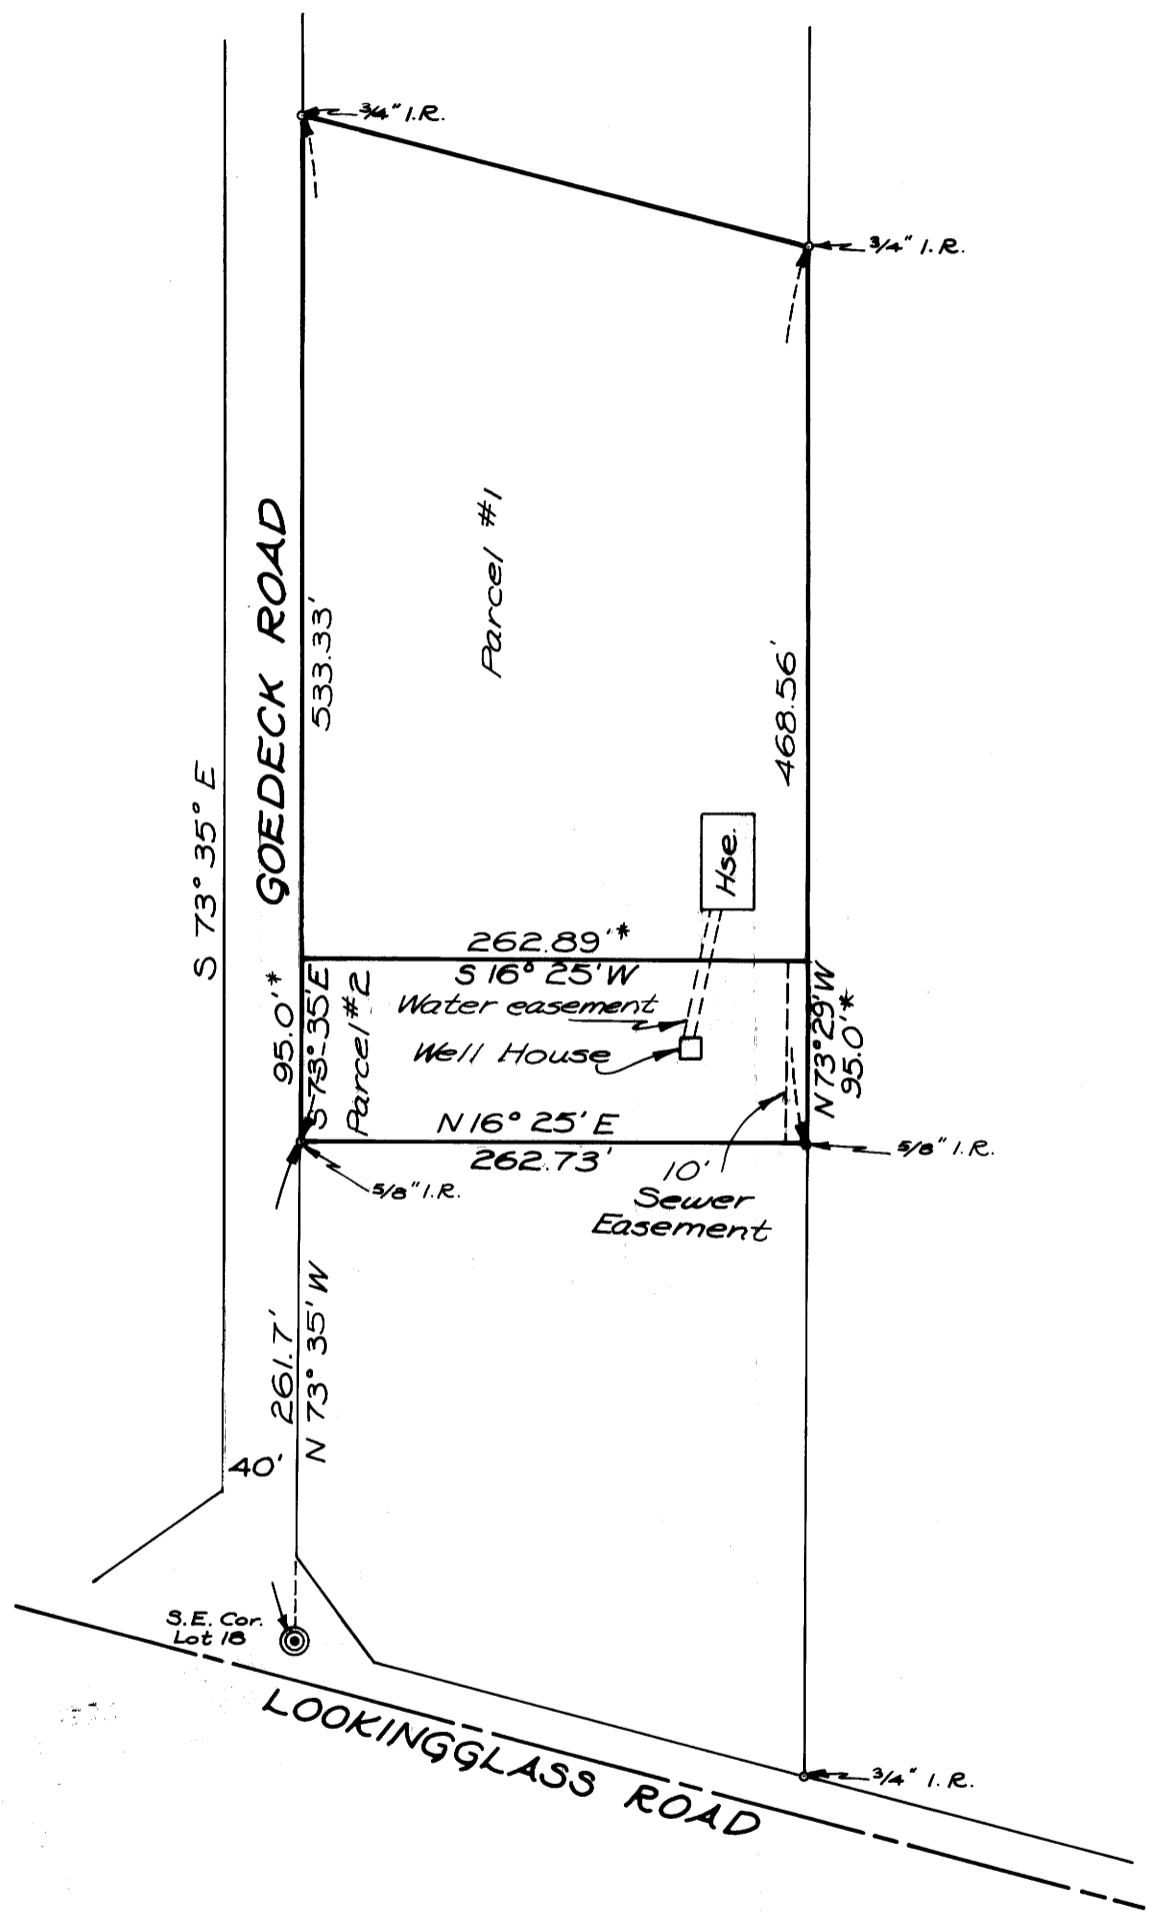 3/4" I.R.
3/4" I.R.
Parcel #1
GOEDECK ROAD
533.33'
468.56'
S 73° 35° E
Hse.
262.89'*
S 16° 25' W
Water easement
Well House
95.0'*
S 73° 35' E
Parcel #2
N 73° 29' W
95.0'*
N 16° 25' E
262.73'
5/8" I.R.
5/8" I.R.
10'
Sewer
Easement
261.7'
N 73° 35' W
40'
S.E. Cor.
Lot 18
LOOKINGGLASS ROAD
3/4" I.R.